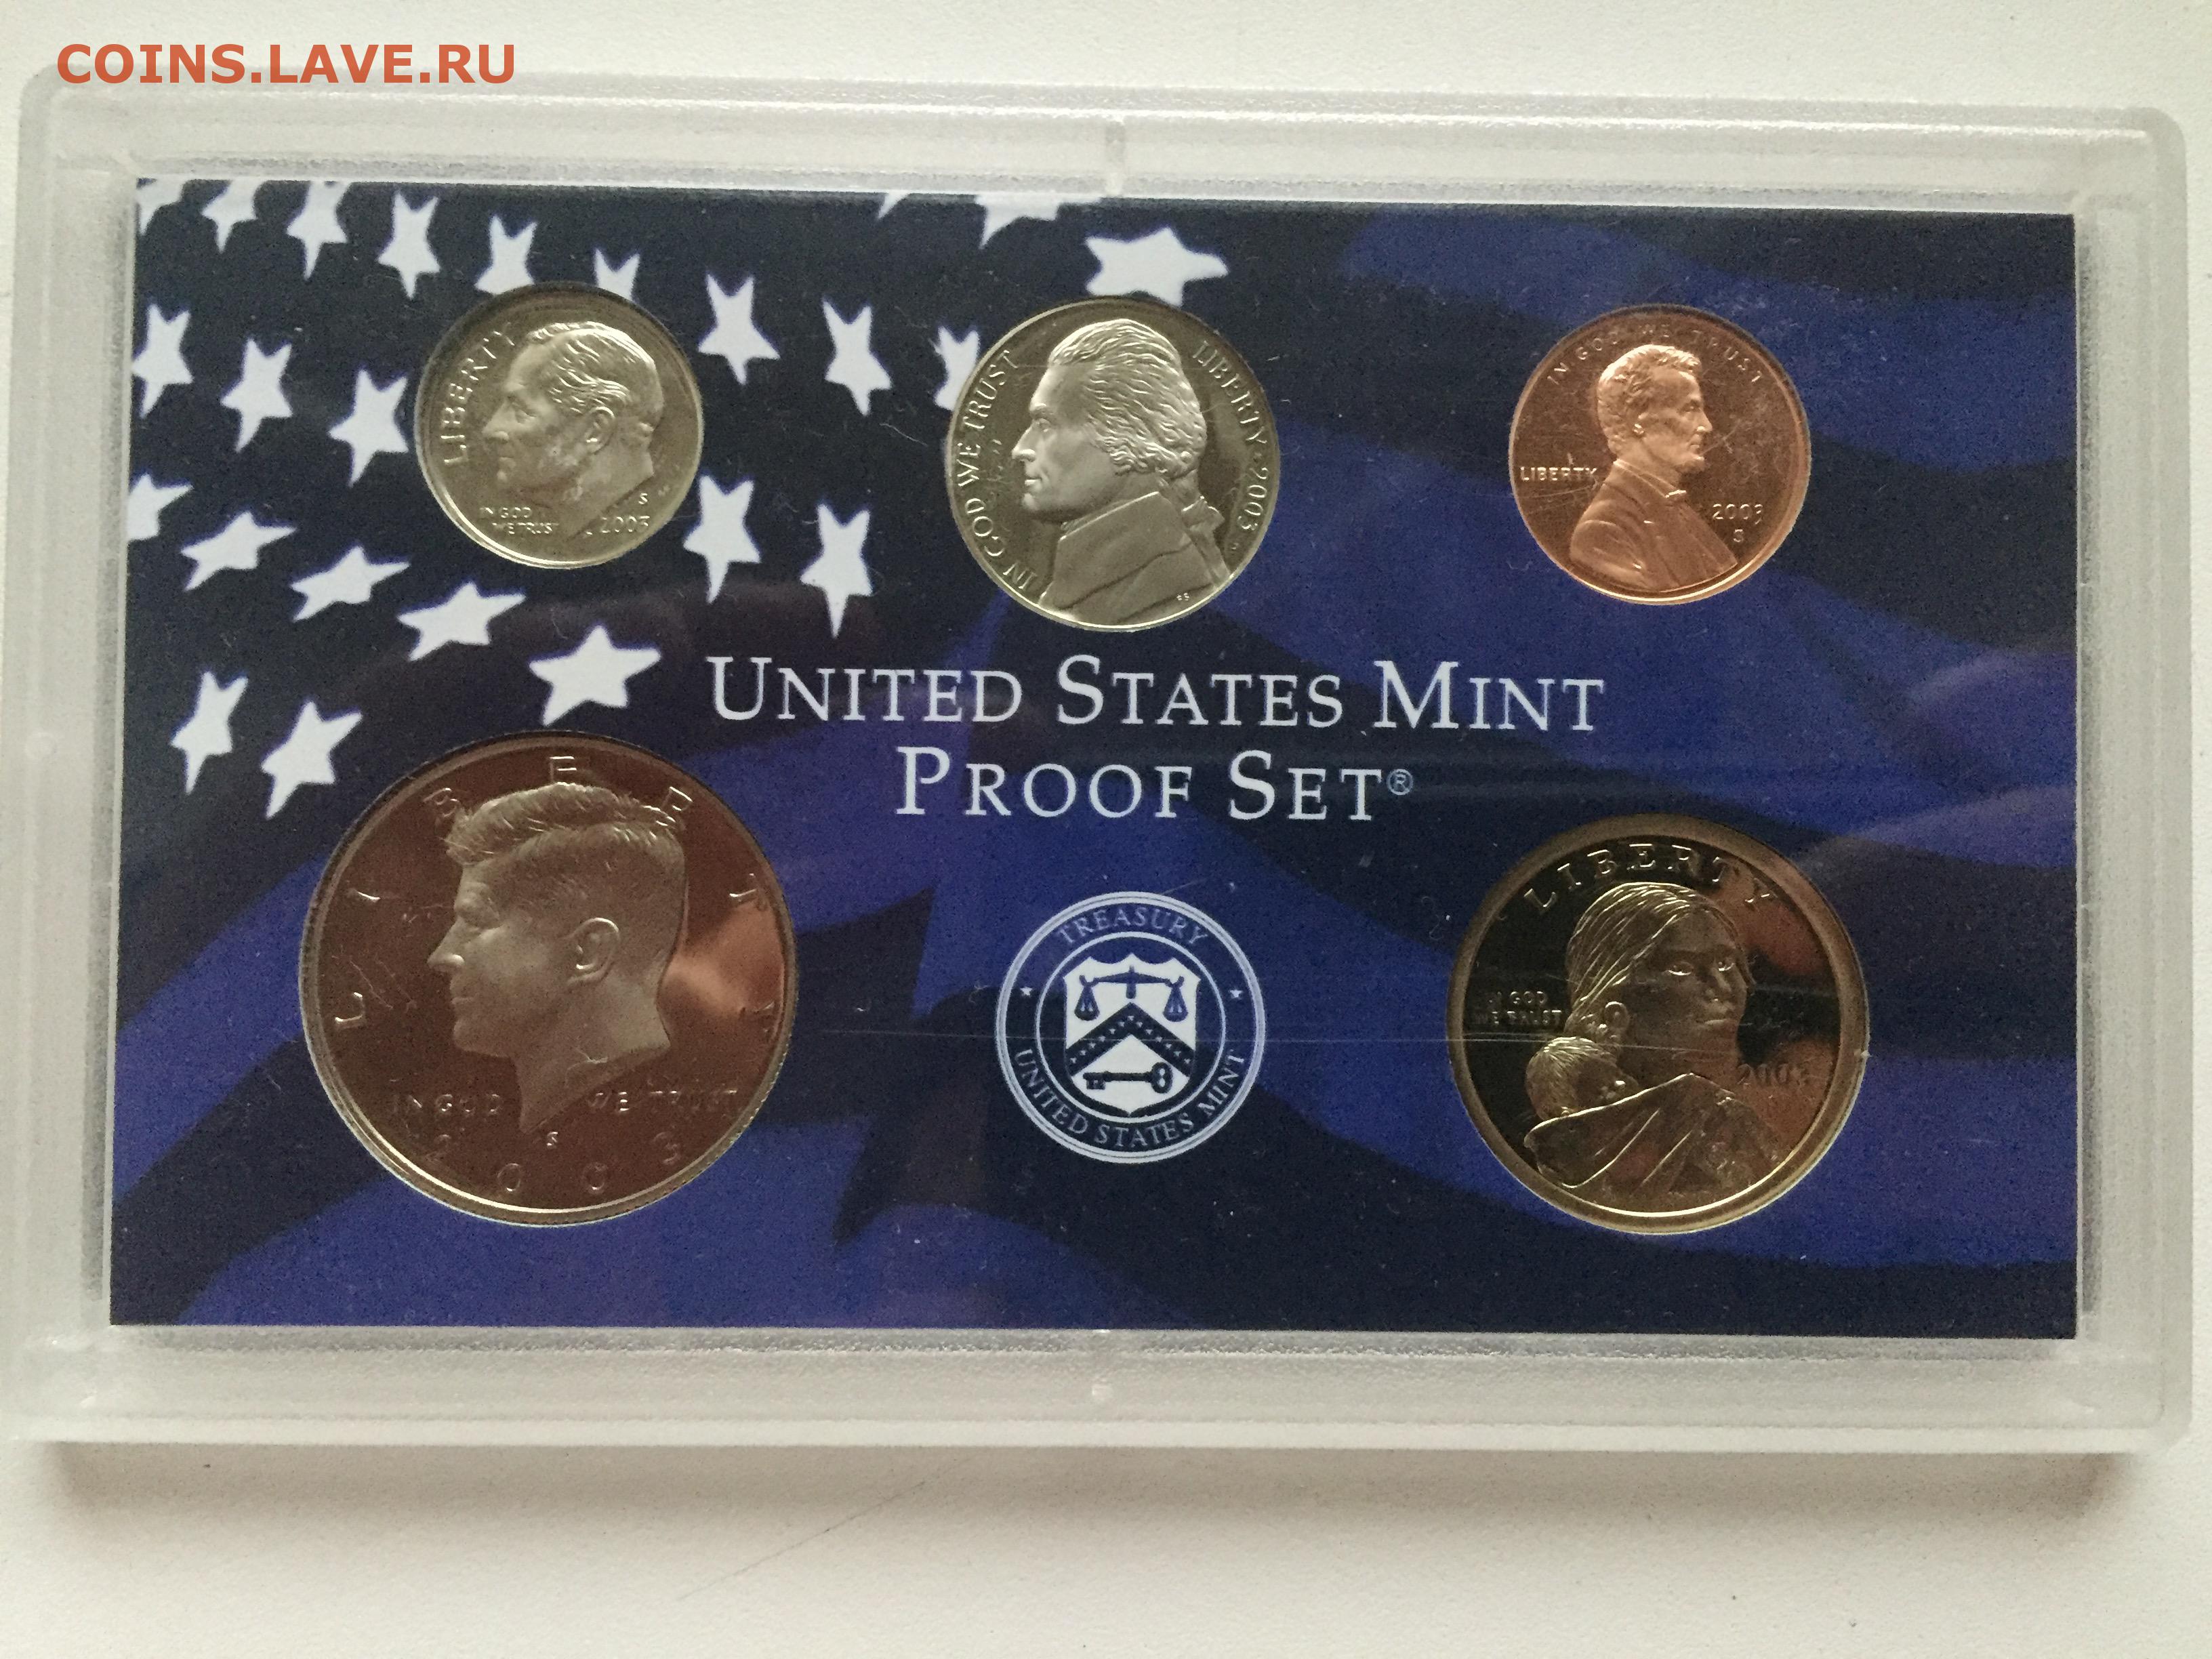 COINS.LAVE.RU
LIBERTY
IN GOD
WE TRUST
S
2003
IN GOD WE TRUST
LIBERTY
2003
IN GOD WE TRUST
LIBERTY
2003
S
UNITED STATES MINT
PROOF SET®
LIBERTY
IN GOD WE TRUST
S
2003
TREASURY
UNITED STATES MINT
LIBERTY
IN GOD
WE TRUST
2003